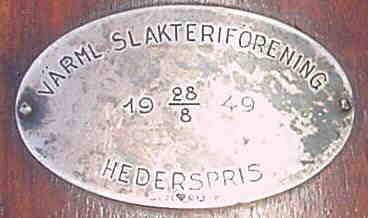 VÄRML. SLAKTERIFÖRENING
19 28/8 49
HEDERSPRIS